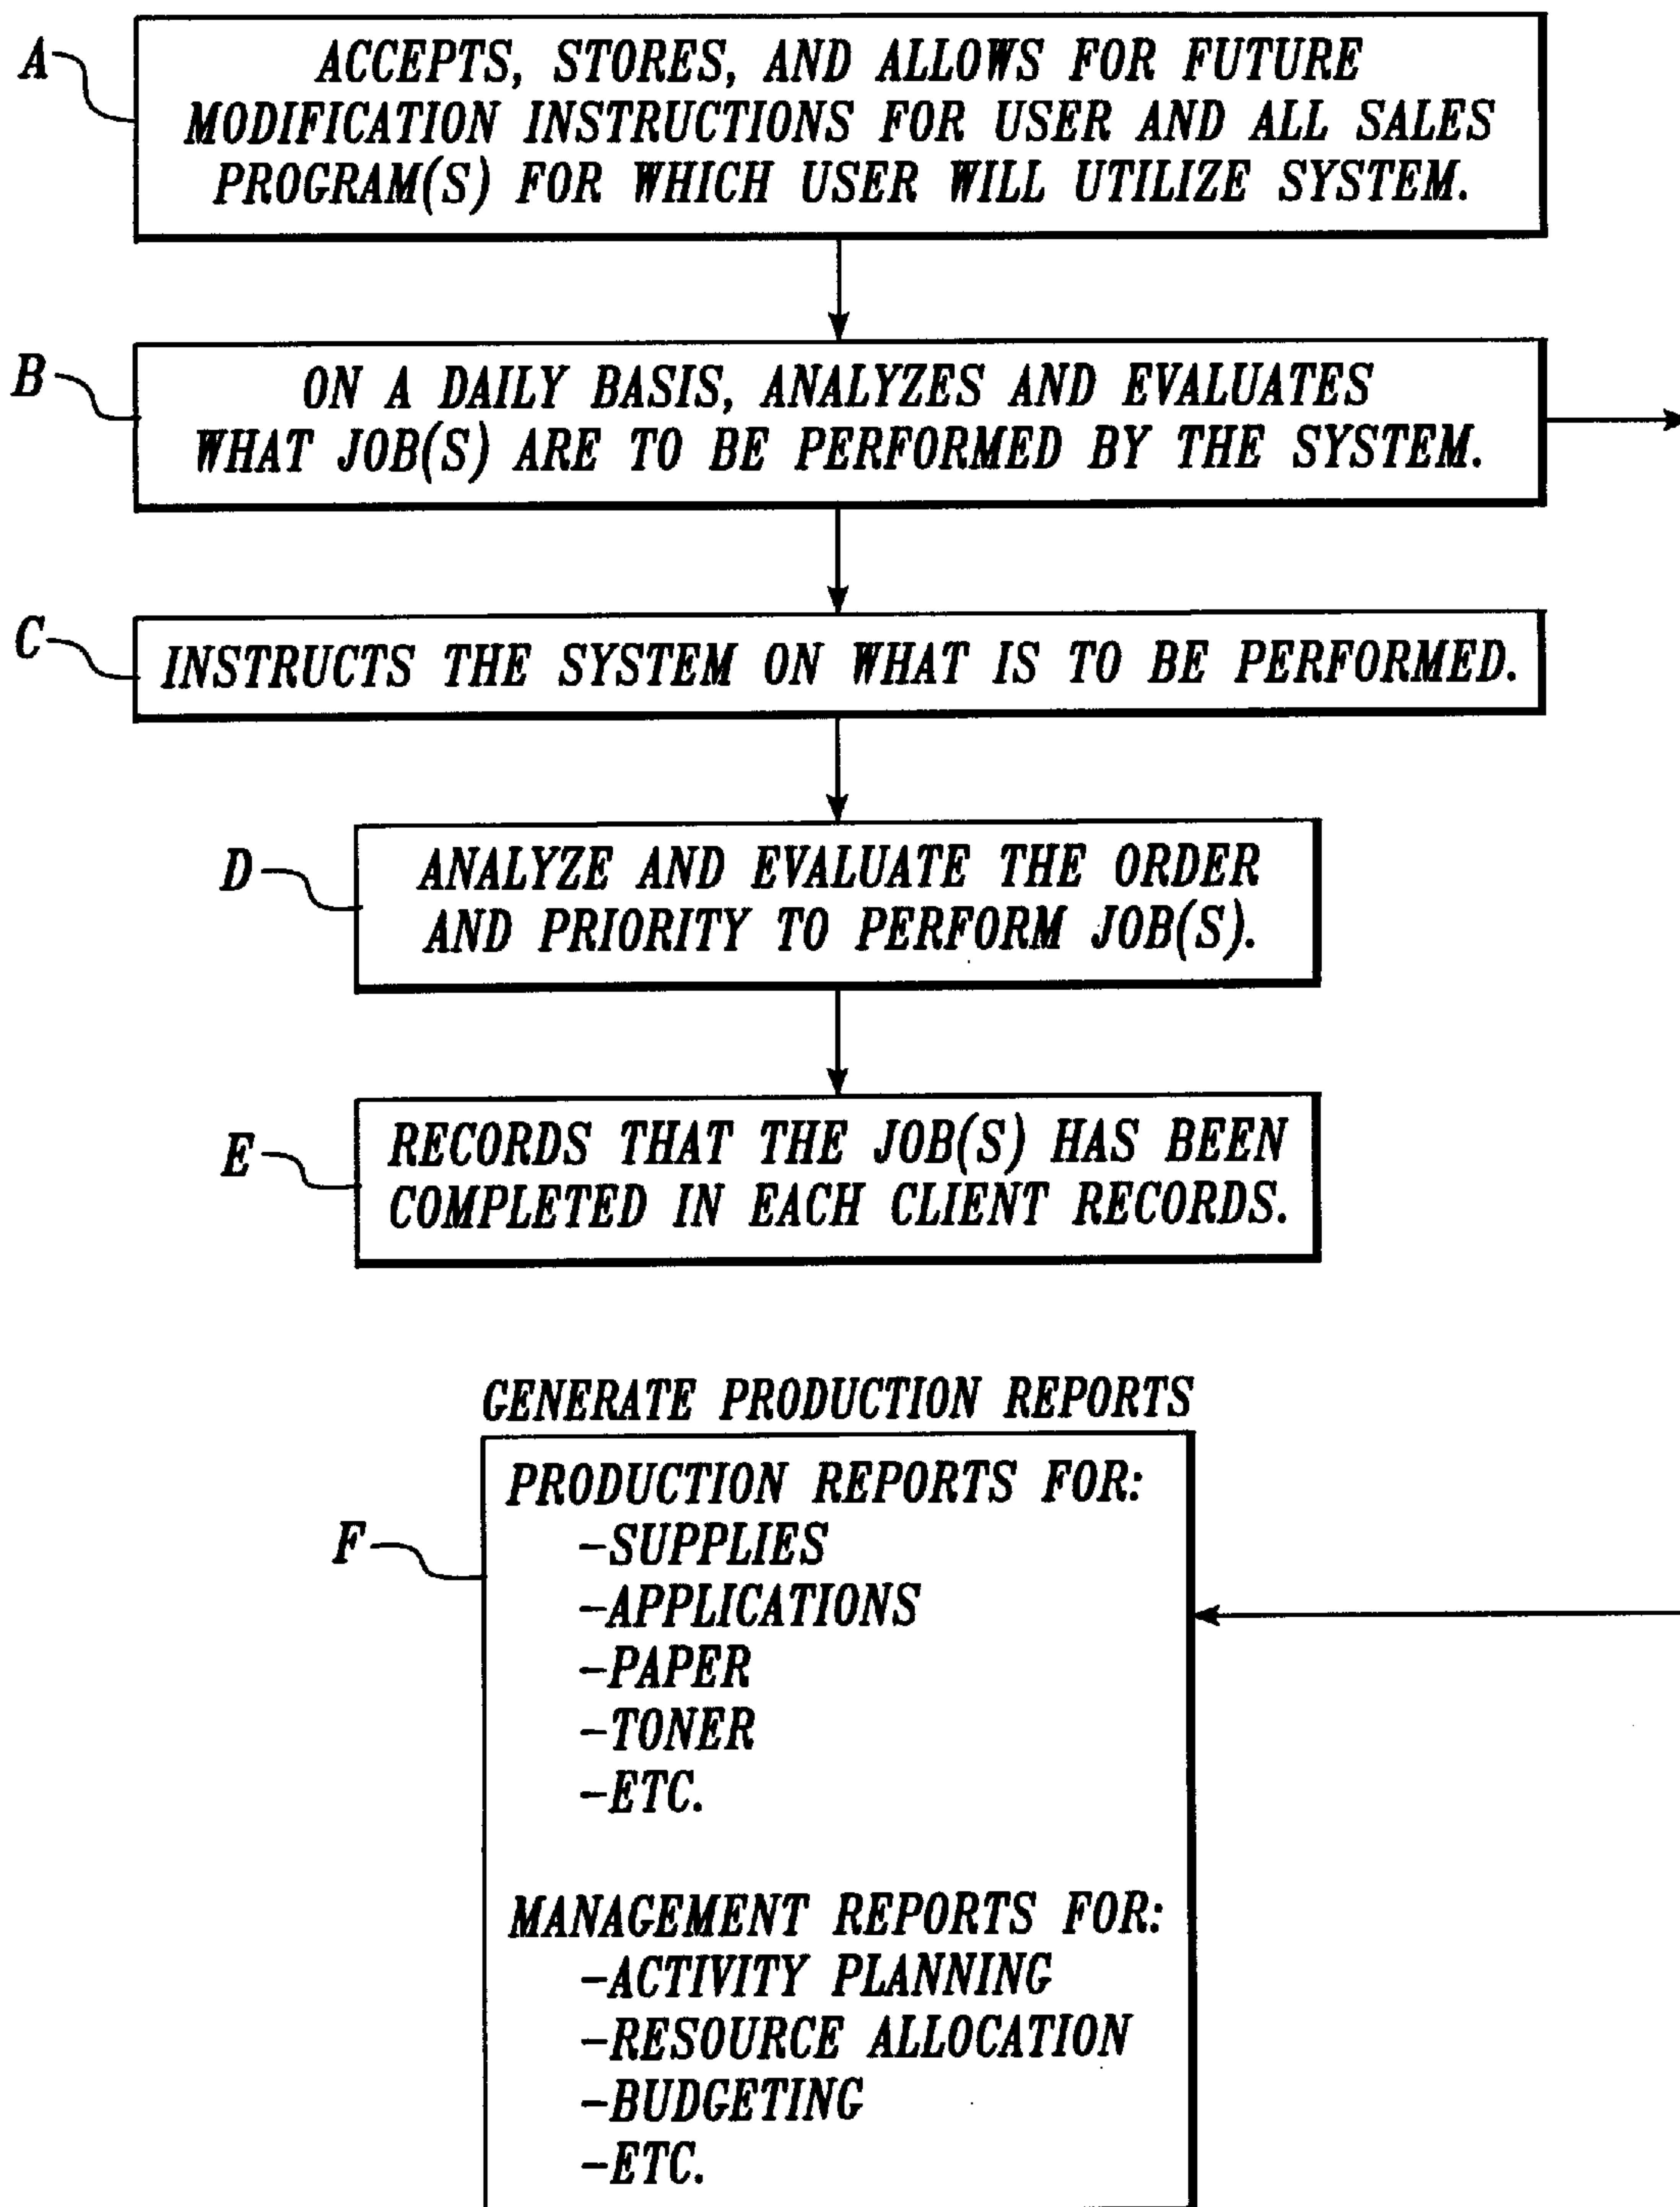 A
ACCEPTS, STORES, AND ALLOWS FOR FUTURE
MODIFICATION INSTRUCTIONS FOR USER AND ALL SALES
PROGRAM(S) FOR WHICH USER WILL UTILIZE SYSTEM.
B
ON A DAILY BASIS, ANALYZES AND EVALUATES
WHAT JOB(S) ARE TO BE PERFORMED BY THE SYSTEM.
C
INSTRUCTS THE SYSTEM ON WHAT IS TO BE PERFORMED.
D
ANALYZE AND EVALUATE THE ORDER
AND PRIORITY TO PERFORM JOB(S).
E
RECORDS THAT THE JOB(S) HAS BEEN
COMPLETED IN EACH CLIENT RECORDS.
GENERATE PRODUCTION REPORTS
F
PRODUCTION REPORTS FOR:
-SUPPLIES
-APPLICATIONS
-PAPER
-TONER
-ETC.
MANAGEMENT REPORTS FOR:
-ACTIVITY PLANNING
-RESOURCE ALLOCATION
-BUDGETING
-ETC.